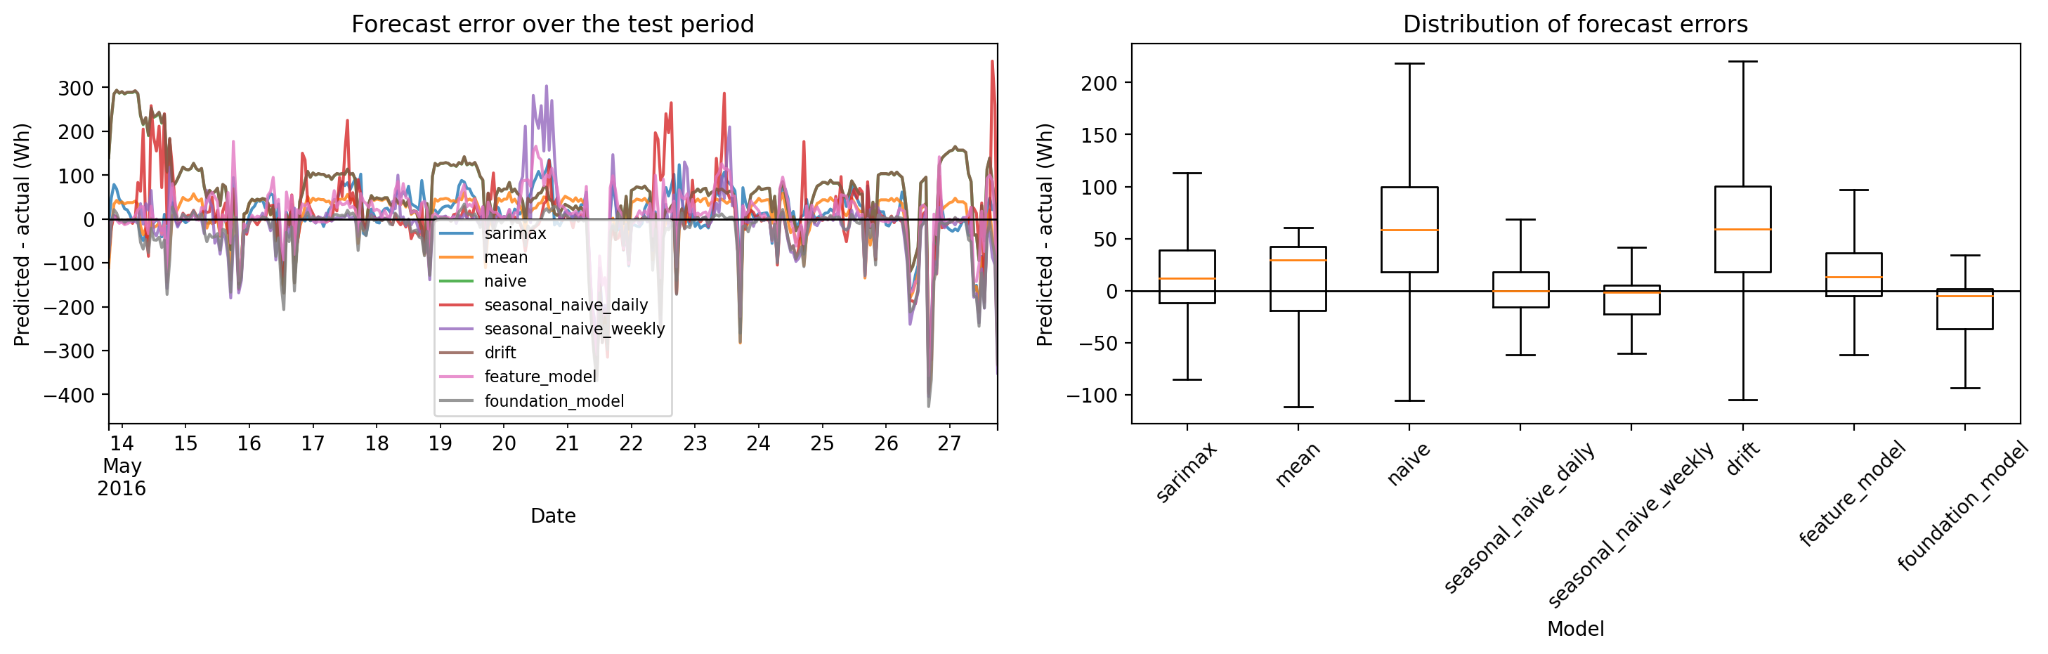 Forecast error over the test period
Predicted - actual (Wh)
300
200
100
0
−100
−200
−300
−400
sarimax
mean
naive
seasonal_naive_daily
seasonal_naive_weekly
drift
feature_model
foundation_model
14 15 16 17 18 19 20 21 22 23 24 25 26 27
May
2016
Date
Distribution of forecast errors
Predicted - actual (Wh)
200
150
100
50
0
−50
−100
sarimax
mean
naive
seasonal_naive_daily
seasonal_naive_weekly
drift
feature_model
foundation_model
Model